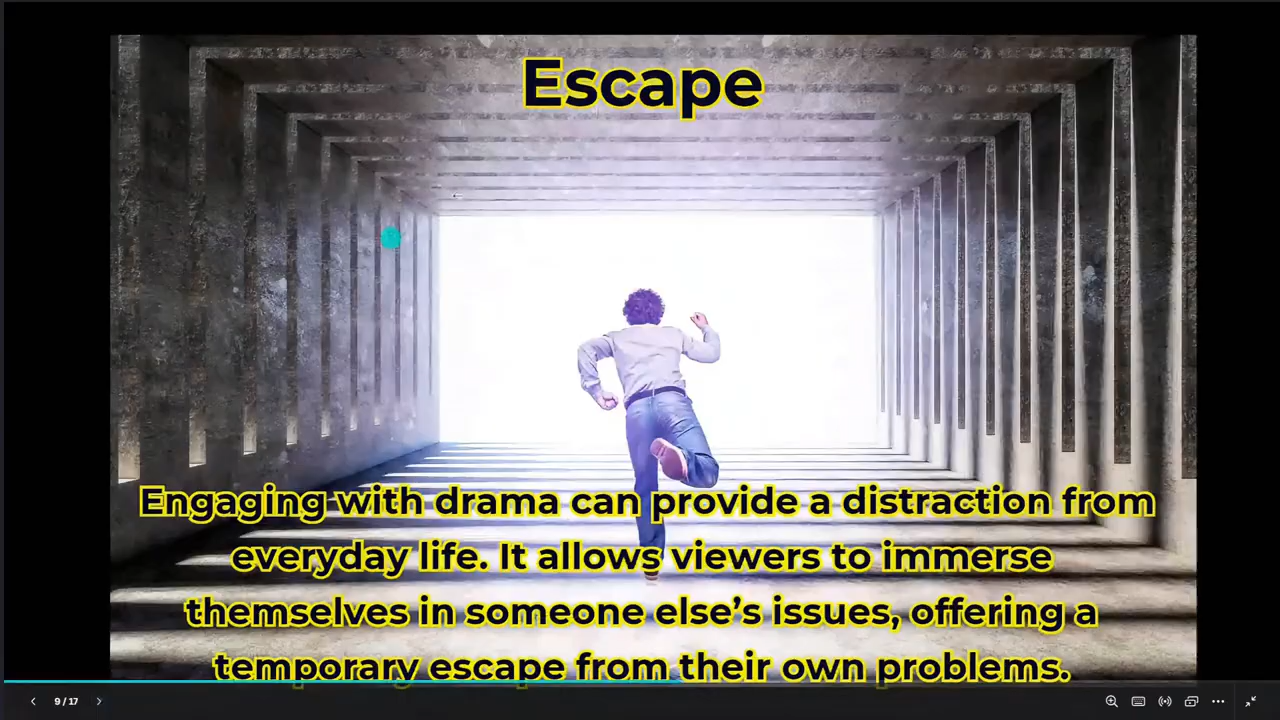 Escape
Engaging with drama can provide a distraction from
everyday life. It allows viewers to immerse
themselves in someone else’s issues, offering a
temporary escape from their own problems.
9 / 17